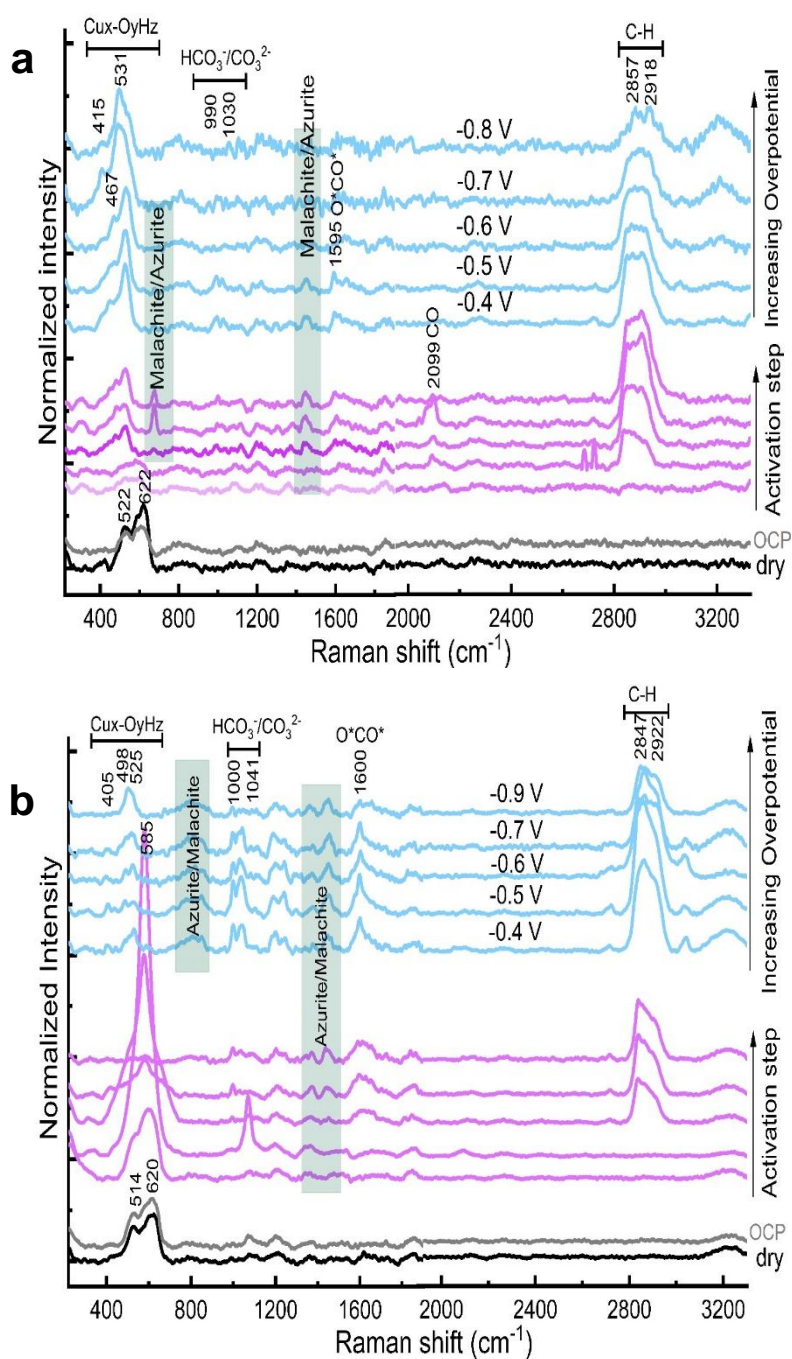 a
Cux-OyHz
HCO₃⁻/CO₃²⁻
C-H
531
415
467
990
1030
2857
2918
-0.8 V
-0.7 V
-0.6 V
-0.5 V
-0.4 V
Malachite/Azurite
Malachite/Azurite
1595 O*CO*
2099 CO
522
622
OCP
dry
Normalized intensity
Activation step
Increasing Overpotential
400
800
1200
1600
2000
2400
2800
3200
Raman shift (cm⁻¹)
b
Cux-OyHz
HCO₃⁻/CO₃²⁻
O*CO*
C-H
405
498
525
585
1000
1041
1600
2847
2922
-0.9 V
-0.7 V
-0.6 V
-0.5 V
-0.4 V
Azurite/Malachite
Azurite/Malachite
514
620
OCP
dry
Normalized Intensity
Activation step
Increasing Overpotential
400
800
1200
1600
2000
2400
2800
3200
Raman shift (cm⁻¹)